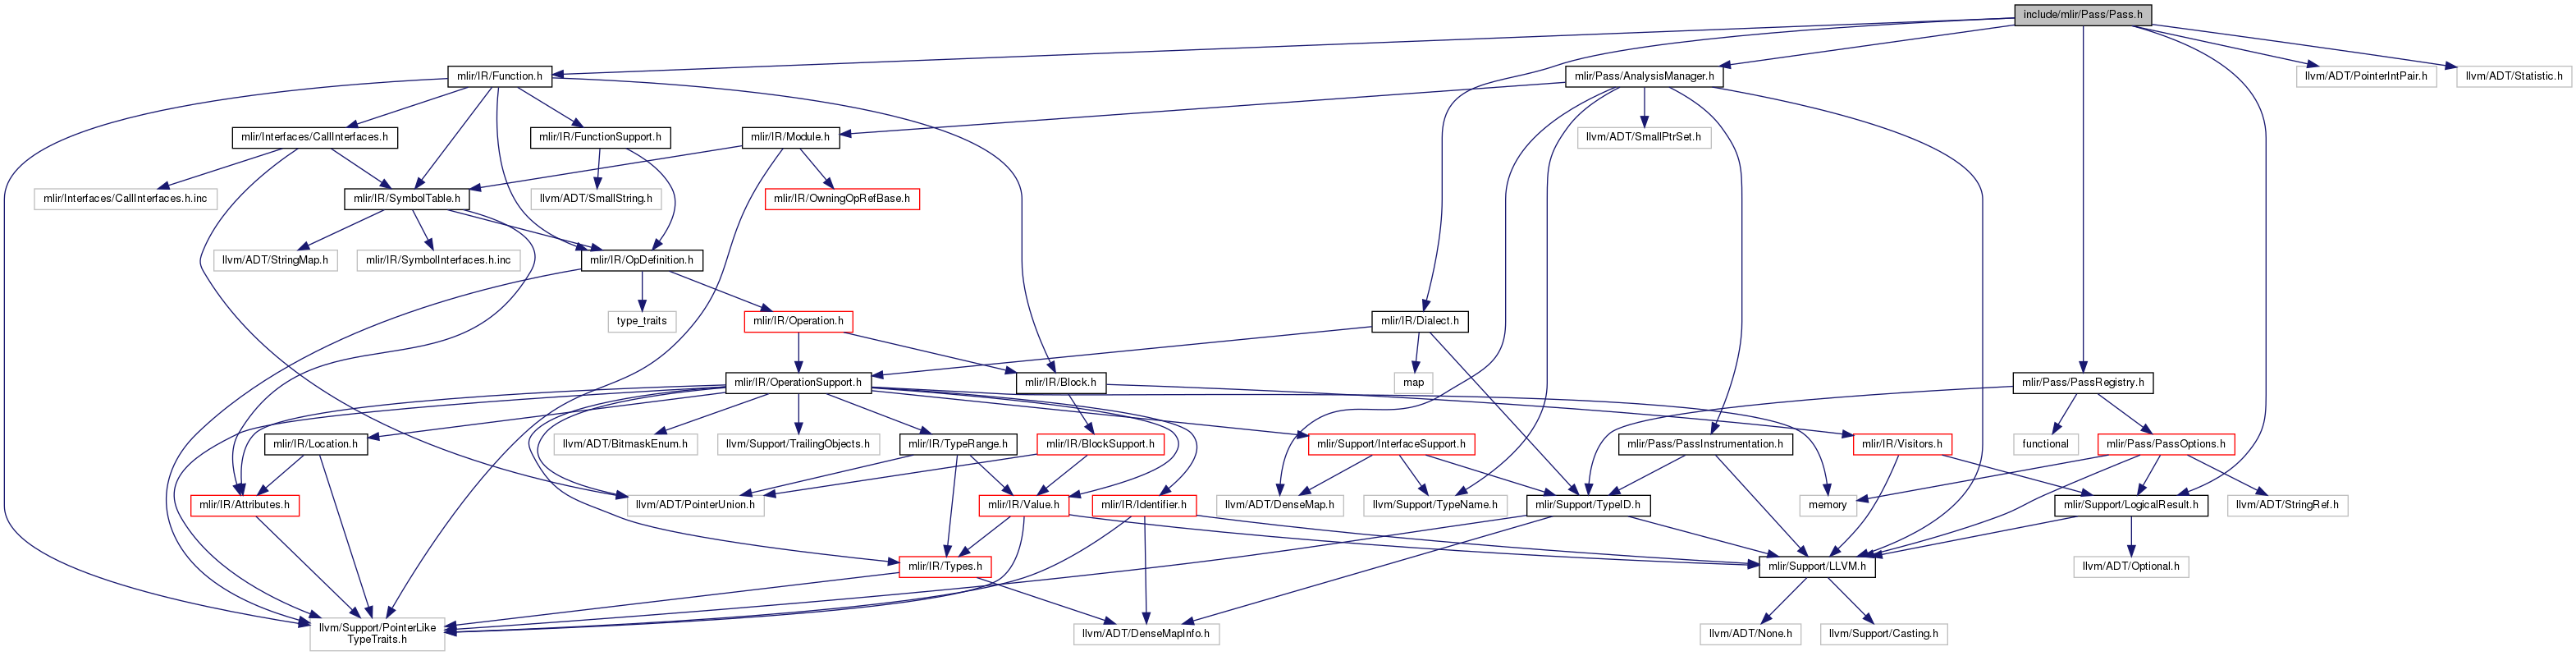 include/mlir/Pass/Pass.h
mlir/IR/Function.h
mlir/Pass/AnalysisManager.h
llvm/ADT/PointerIntPair.h
llvm/ADT/Statistic.h
mlir/Interfaces/CallInterfaces.h
mlir/IR/FunctionSupport.h
mlir/IR/Module.h
llvm/ADT/SmallPtrSet.h
mlir/Interfaces/CallInterfaces.h.inc
mlir/IR/SymbolTable.h
llvm/ADT/SmallString.h
mlir/IR/OwningOpRefBase.h
llvm/ADT/StringMap.h
mlir/IR/SymbolInterfaces.h.inc
mlir/IR/OpDefinition.h
type_traits
mlir/IR/Operation.h
mlir/IR/Dialect.h
mlir/IR/OperationSupport.h
mlir/IR/Block.h
map
mlir/Pass/PassRegistry.h
mlir/IR/Location.h
llvm/ADT/BitmaskEnum.h
llvm/Support/TrailingObjects.h
mlir/IR/TypeRange.h
mlir/IR/BlockSupport.h
mlir/Support/InterfaceSupport.h
mlir/Pass/PassInstrumentation.h
mlir/IR/Visitors.h
functional
mlir/Pass/PassOptions.h
mlir/IR/Attributes.h
llvm/ADT/PointerUnion.h
mlir/IR/Value.h
mlir/IR/Identifier.h
llvm/ADT/DenseMap.h
llvm/Support/TypeName.h
mlir/Support/TypeID.h
memory
mlir/Support/LogicalResult.h
llvm/ADT/StringRef.h
mlir/IR/Types.h
mlir/Support/LLVM.h
llvm/ADT/Optional.h
llvm/Support/PointerLike
TypeTraits.h
llvm/ADT/DenseMapInfo.h
llvm/ADT/None.h
llvm/Support/Casting.h